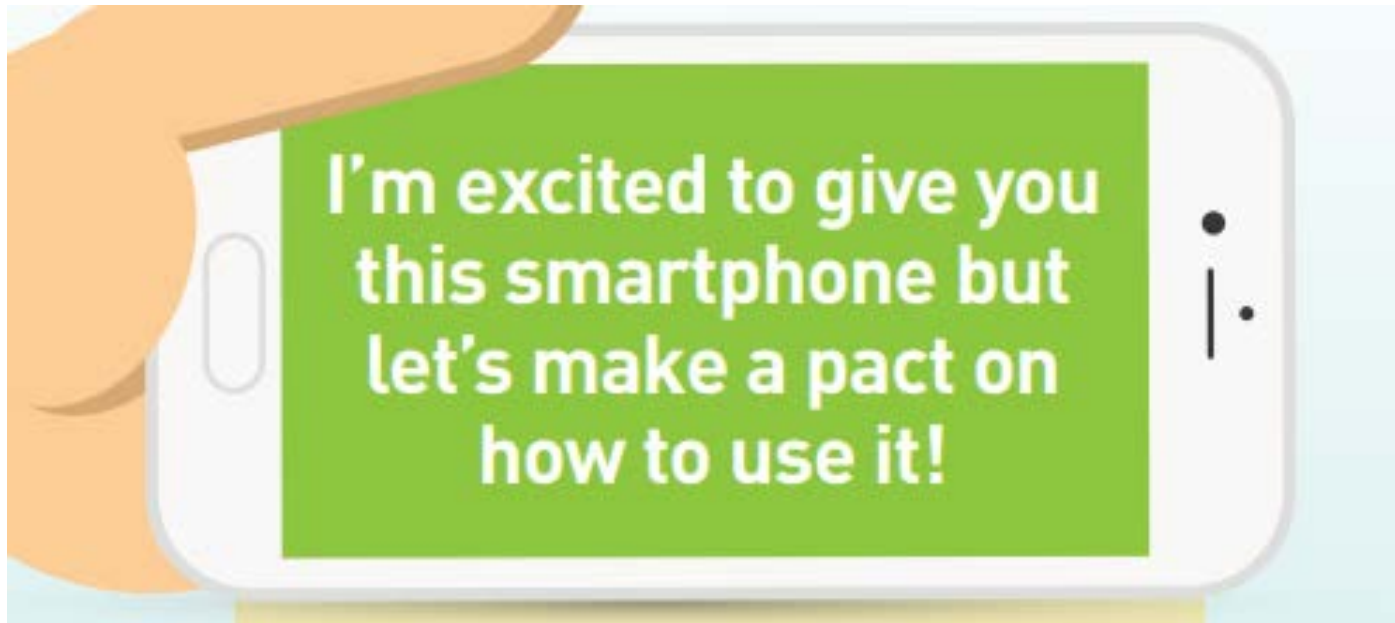 I’m excited to give you
this smartphone but
let’s make a pact on
how to use it!